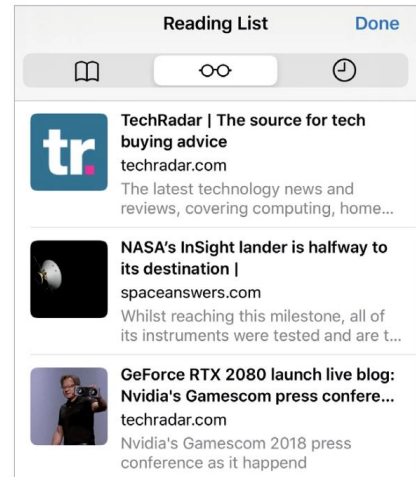 Reading List Done
TechRadar | The source for tech
buying advice
tr.
techradar.com
The latest technology news and
reviews, covering computing, home...
NASA's InSight lander is halfway to
its destination |
spaceanswers.com
Whilst reaching this milestone, all of
its instruments were tested and are t...
GeForce RTX 2080 launch live blog:
Nvidia's Gamescom press confere...
techradar.com
Nvidia's Gamescom 2018 press
conference as it happend